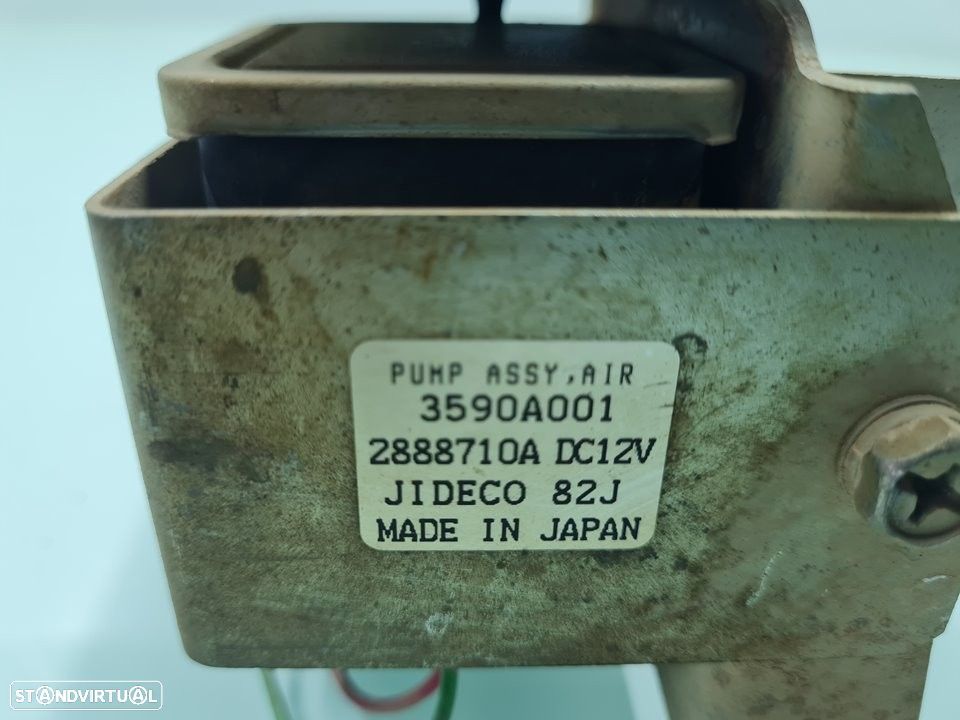 PUMP ASSY,AIR
3590A001
2888710A DC12V
JIDECO 82J
MADE IN JAPAN
STANDVIRTUAL